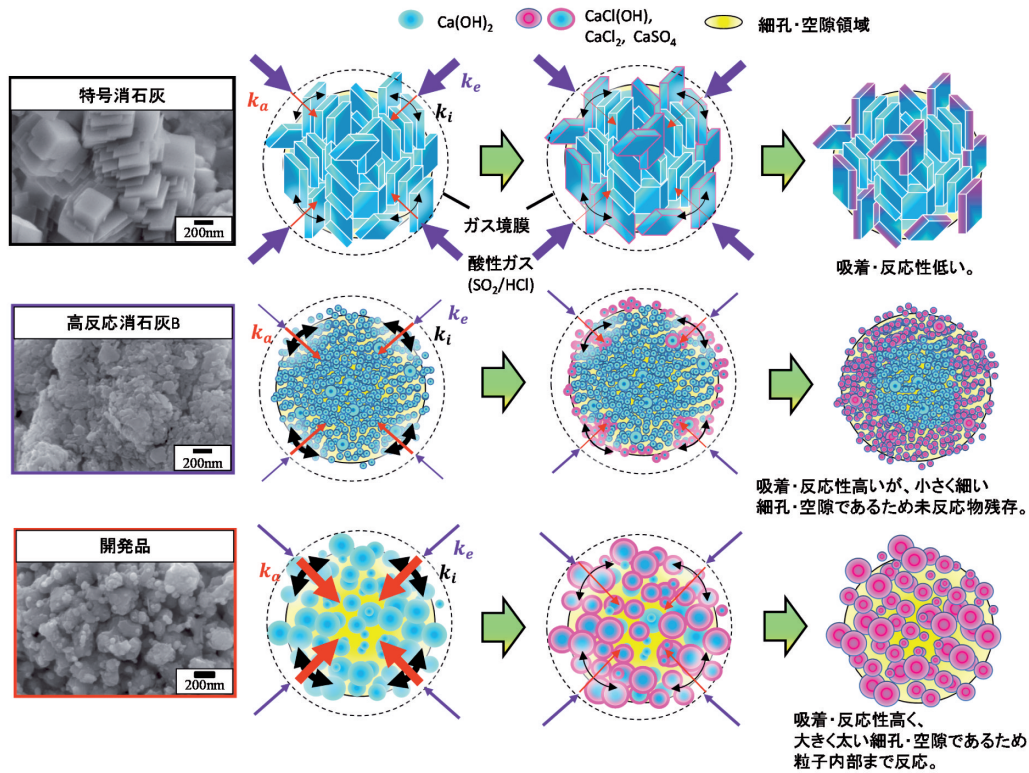 Ca(OH)2
CaCl(OH),
CaCl2, CaSO4
細孔・空隙領域
特号消石灰
200nm
ka
ke
ki
ガス境膜
酸性ガス
(SO2/HCl)
吸着・反応性低い。
高反応消石灰B
200nm
ka
ke
ki
吸着・反応性高いが、小さく細い
細孔・空隙であるため未反応物残存。
開発品
200nm
ka
ke
ki
吸着・反応性高く、
大きく太い細孔・空隙であるため
粒子内部まで反応。